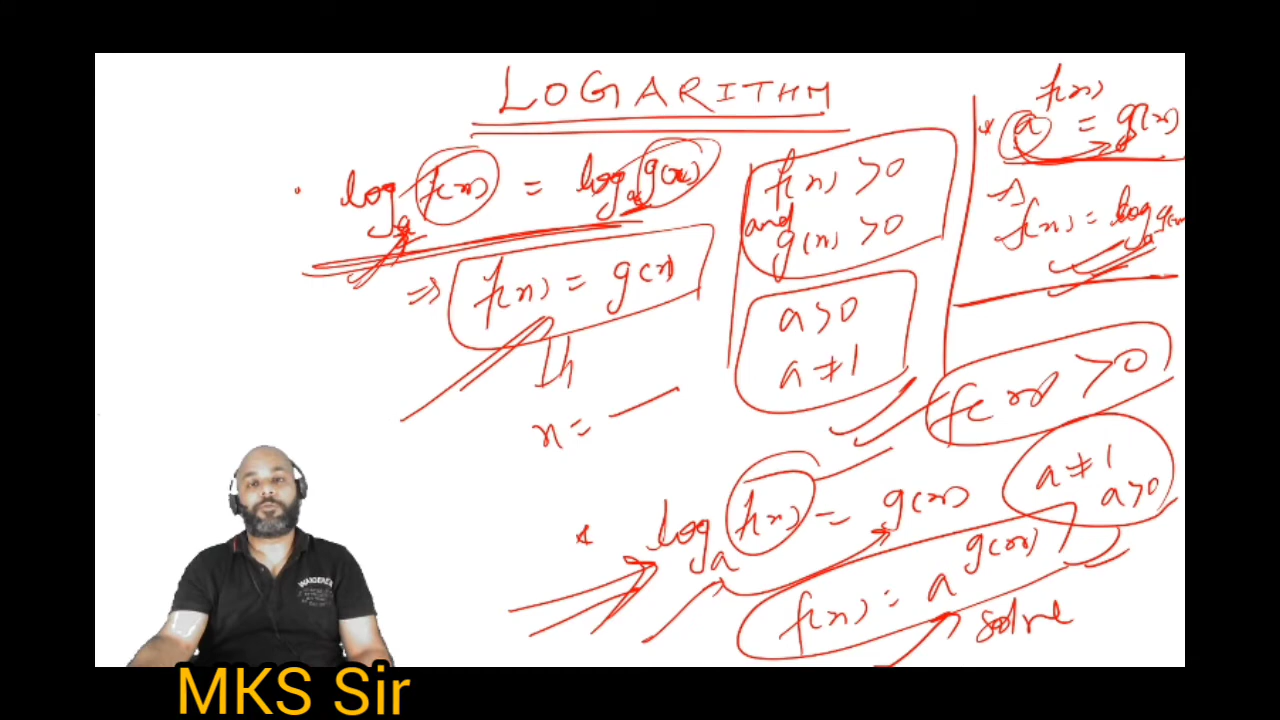 LOGARITHM
log_a f(x) = log_a g(x)
⇒ f(x) = g(x)
x =
f(x) > 0
and
g(x) > 0
a > 0
a ≠ 1
* a^f(x) = g(x)
⇒ f(x) = log_a g(x)
f(x) > 0
a ≠ 1
a > 0
* log_a f(x) = g(x)
f(x) = a^g(x)
solve
MKS Sir